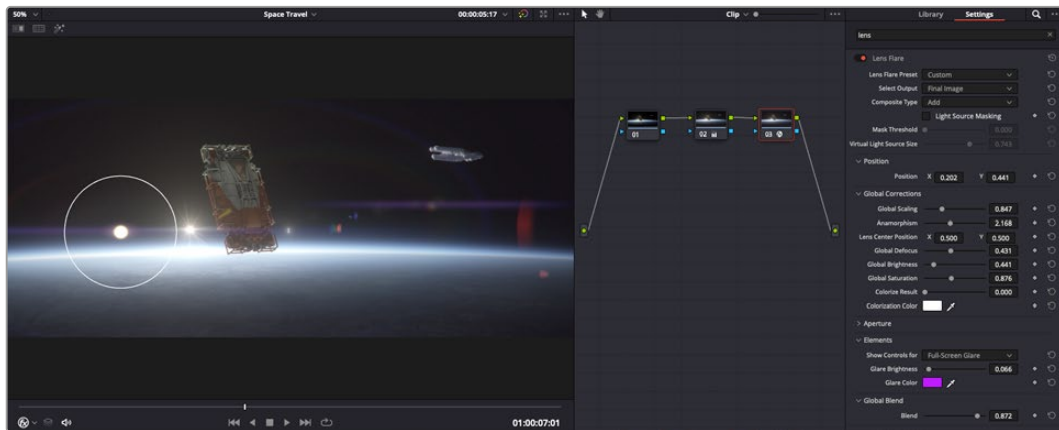 50%
Space Travel
00:00:05:17
Clip
Library
Settings
lens
Lens Flare
Lens Flare Preset Custom
Select Output Final Image
Composite Type Add
Light Source Masking
Mask Threshold 0.000
Virtual Light Source Size 3.743
Position
Position X 0.202 Y 0.441
Global Corrections
Global Scaling 0.847
Anamorphism 2.168
Lens Center Position X 0.500 Y 0.500
Global Defocus 0.431
Global Brightness 0.441
Global Saturation 0.876
Colorize Result 0.000
Colorization Color
Aperture
Elements
Show Controls for Full-Screen Glare
Glare Brightness 0.066
Glare Color
Global Blend
Blend 0.872
01
02
03
01:00:07:01